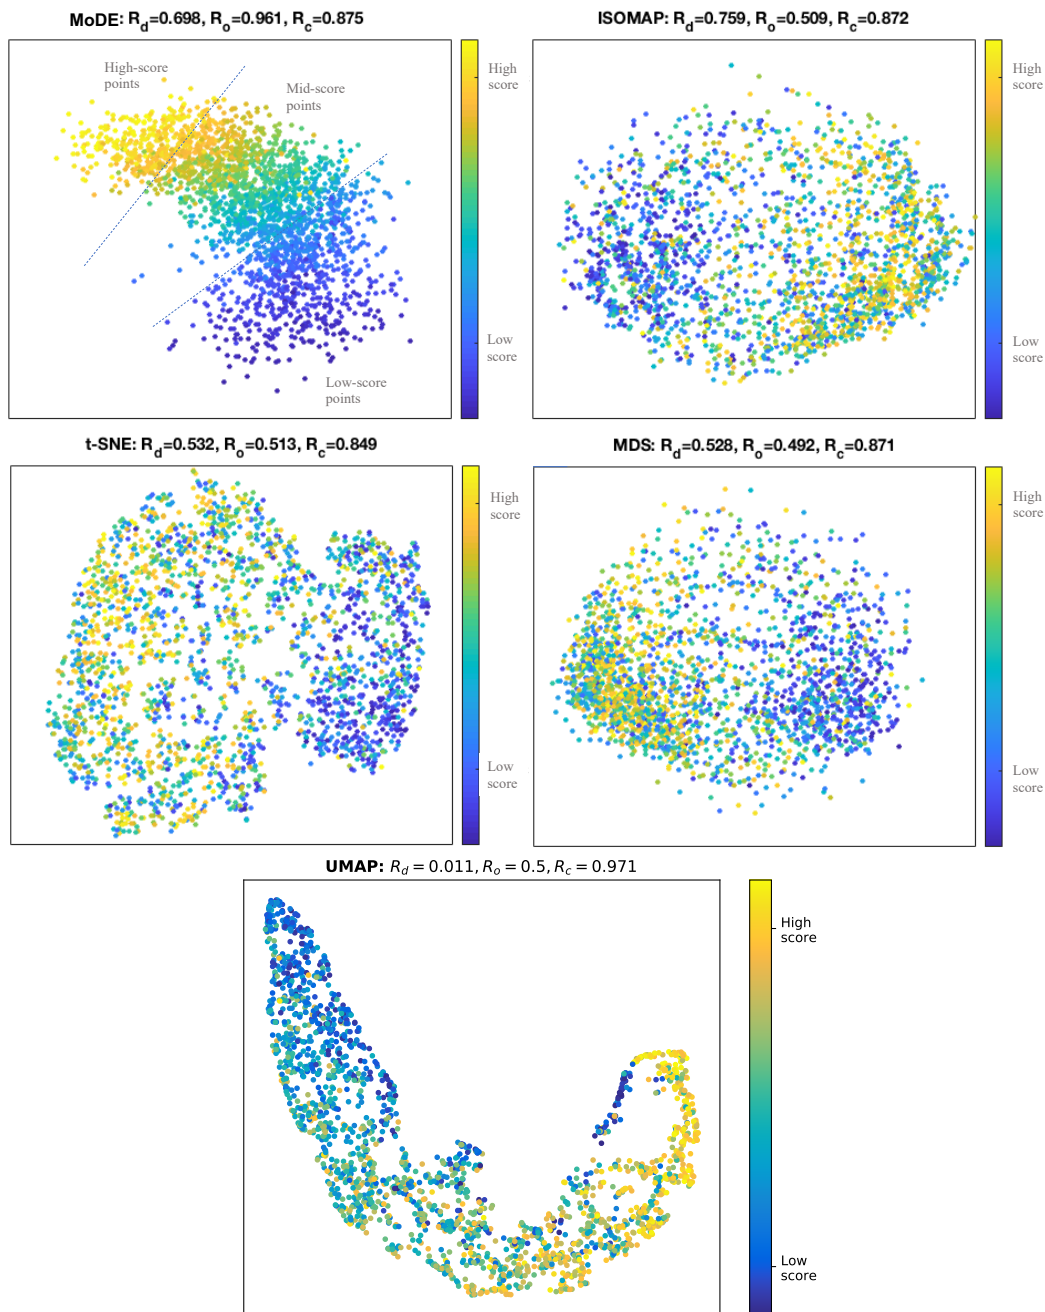 MoDE: Rd=0.698, Ro=0.961, Rc=0.875
High-score
points
Mid-score
points
Low-score
points
High
score
Low
score
ISOMAP: Rd=0.759, Ro=0.509, Rc=0.872
High
score
Low
score
t-SNE: Rd=0.532, Ro=0.513, Rc=0.849
High
score
Low
score
MDS: Rd=0.528, Ro=0.492, Rc=0.871
High
score
Low
score
UMAP: Rd = 0.011, Ro = 0.5, Rc = 0.971
High
score
Low
score